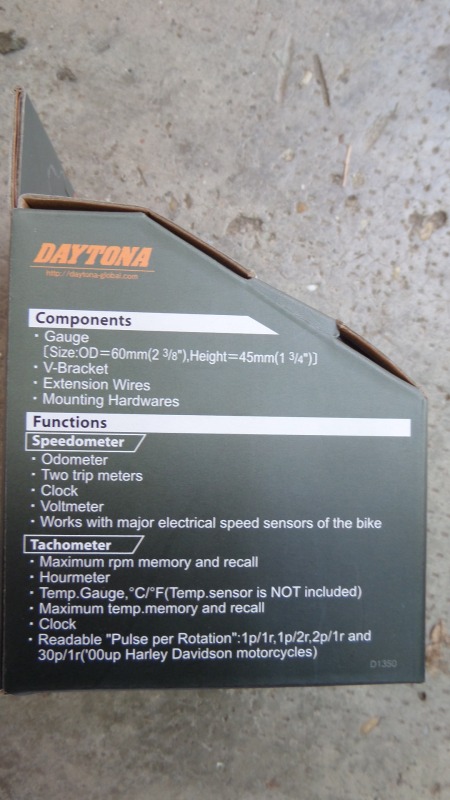 DAYTONA
http://daytona-global.com
Components
・Gauge
〔Size:OD＝60mm(2 3/8"),Height＝45mm(1 3/4")〕
・V-Bracket
・Extension Wires
・Mounting Hardwares
Functions
Speedometer
・Odometer
・Two trip meters
・Clock
・Voltmeter
・Works with major electrical speed sensors of the bike
Tachometer
・Maximum rpm memory and recall
・Hourmeter
・Temp.Gauge,°C/°F(Temp.sensor is NOT included)
・Maximum temp.memory and recall
・Clock
・Readable "Pulse per Rotation":1p/1r,1p/2r,2p/1r and
30p/1r('00up Harley Davidson motorcycles)
D1350